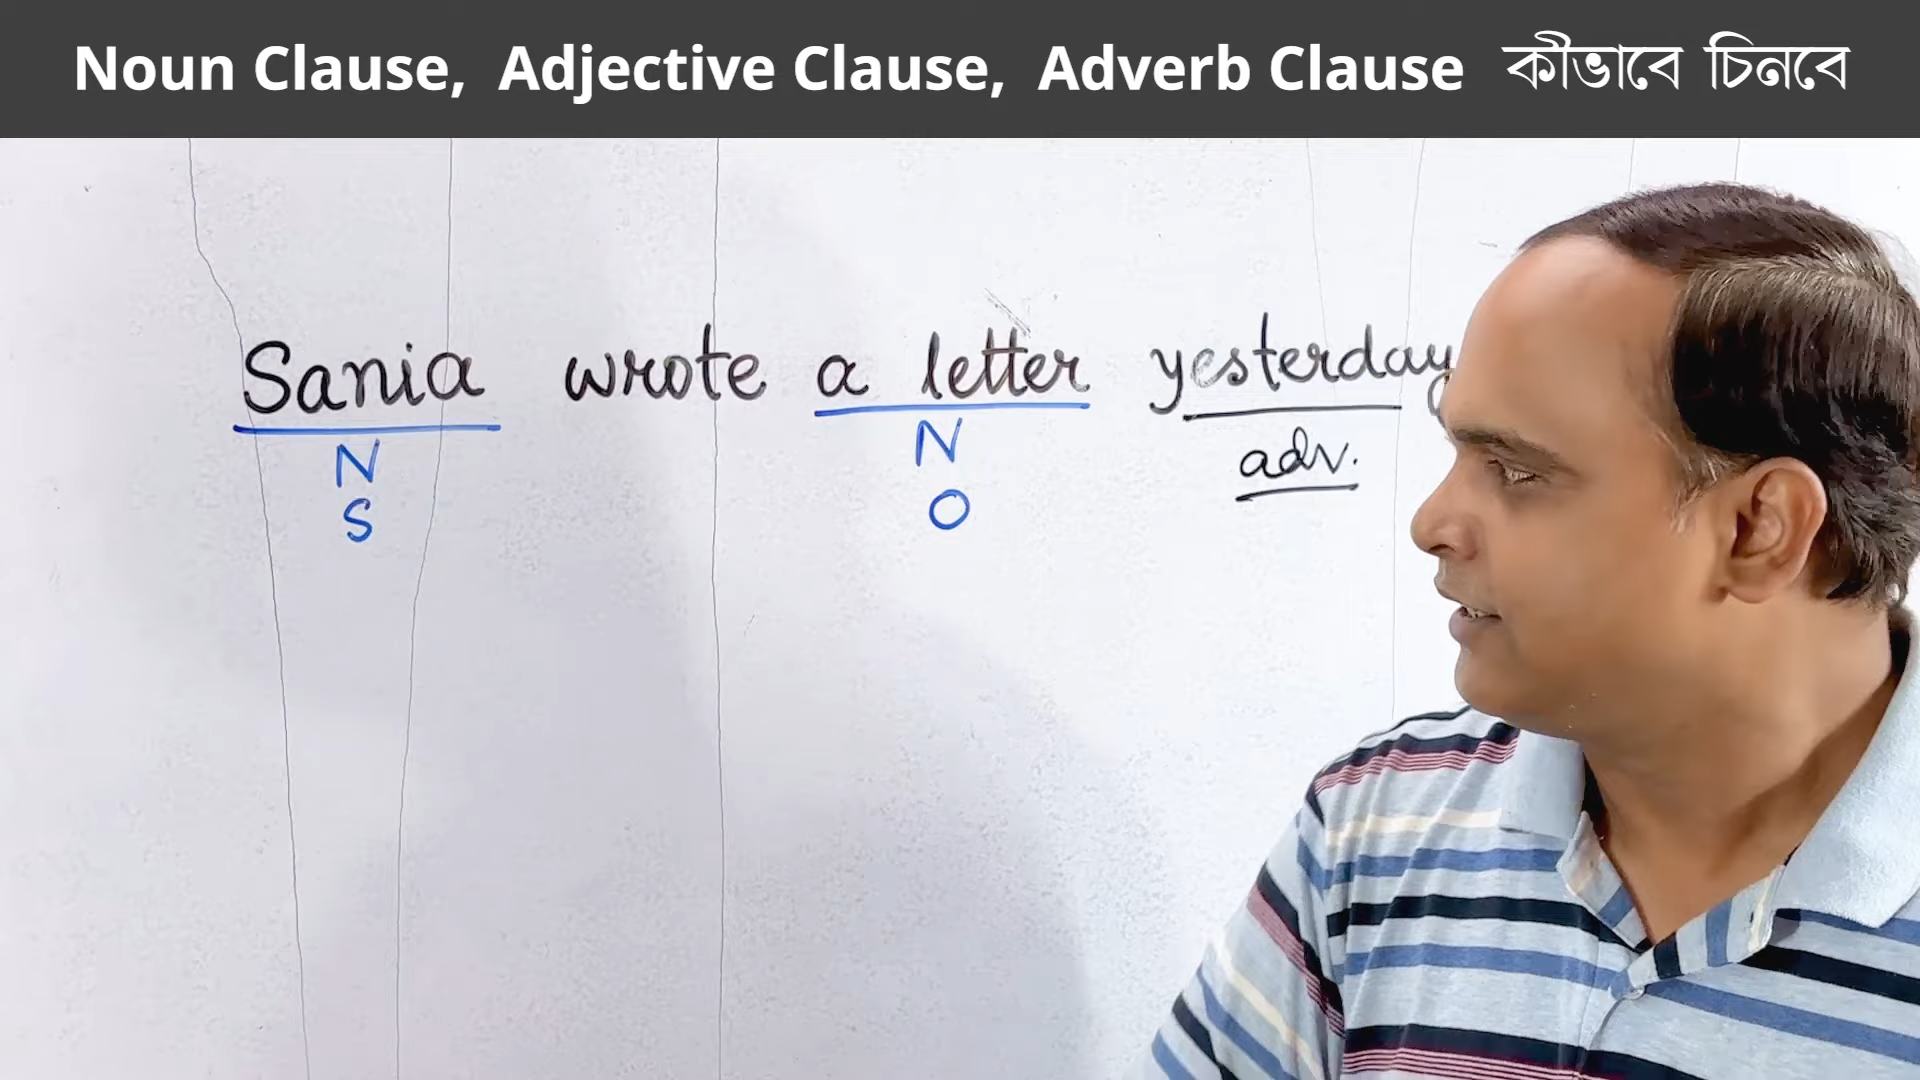 Noun Clause, Adjective Clause, Adverb Clause কীভাবে চিনবে
Sania wrote a letter yesterday
N N adv.
S O